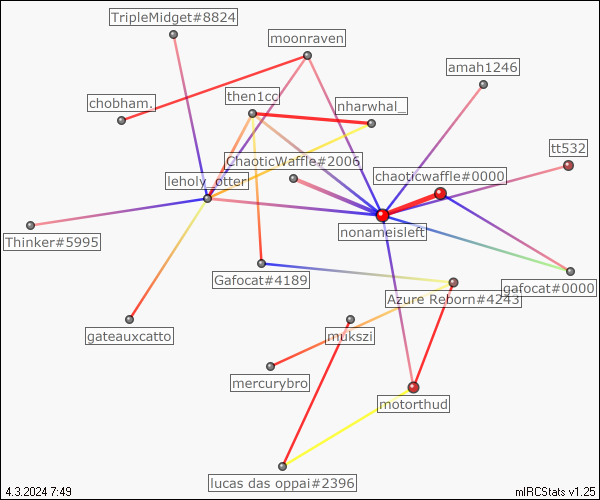 TripleMidget#8824
moonraven
amah1246
chobham.
then1cc
nharwhal_
tt532
ChaoticWaffle#2006
chaoticwaffle#0000
leholy_otter
nonameisleft
Thinker#5995
Gafocat#4189
gafocat#0000
Azure Reborn#4243
gateauxcatto
mukszi
mercurybro
motorthud
lucas das oppai#2396
4.3.2024 7:49
mIRCStats v1.25